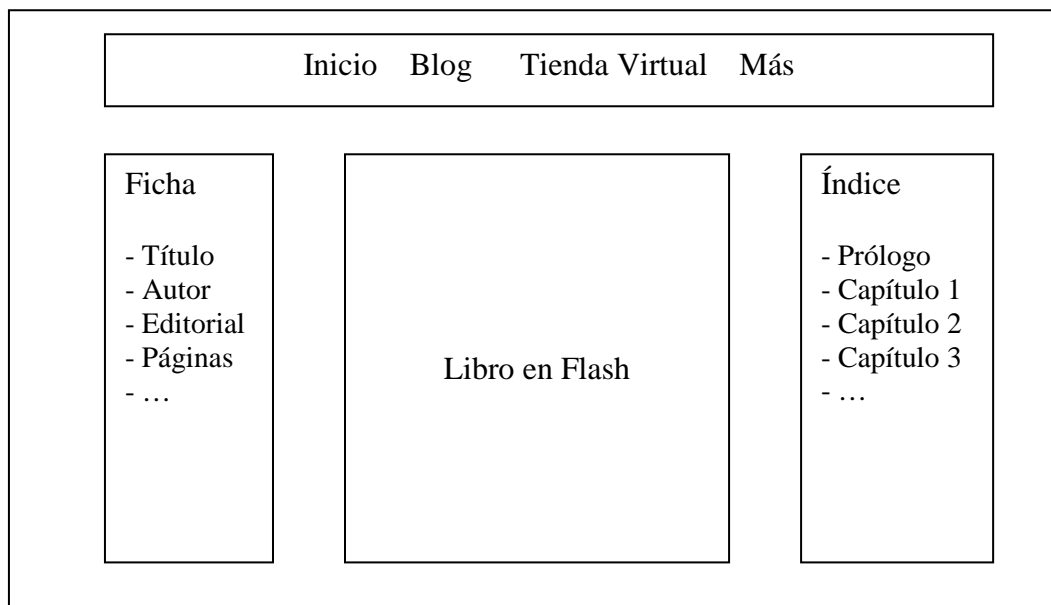 Inicio Blog Tienda Virtual Más
Ficha
- Título
- Autor
- Editorial
- Páginas
- …
Libro en Flash
Índice
- Prólogo
- Capítulo 1
- Capítulo 2
- Capítulo 3
- …